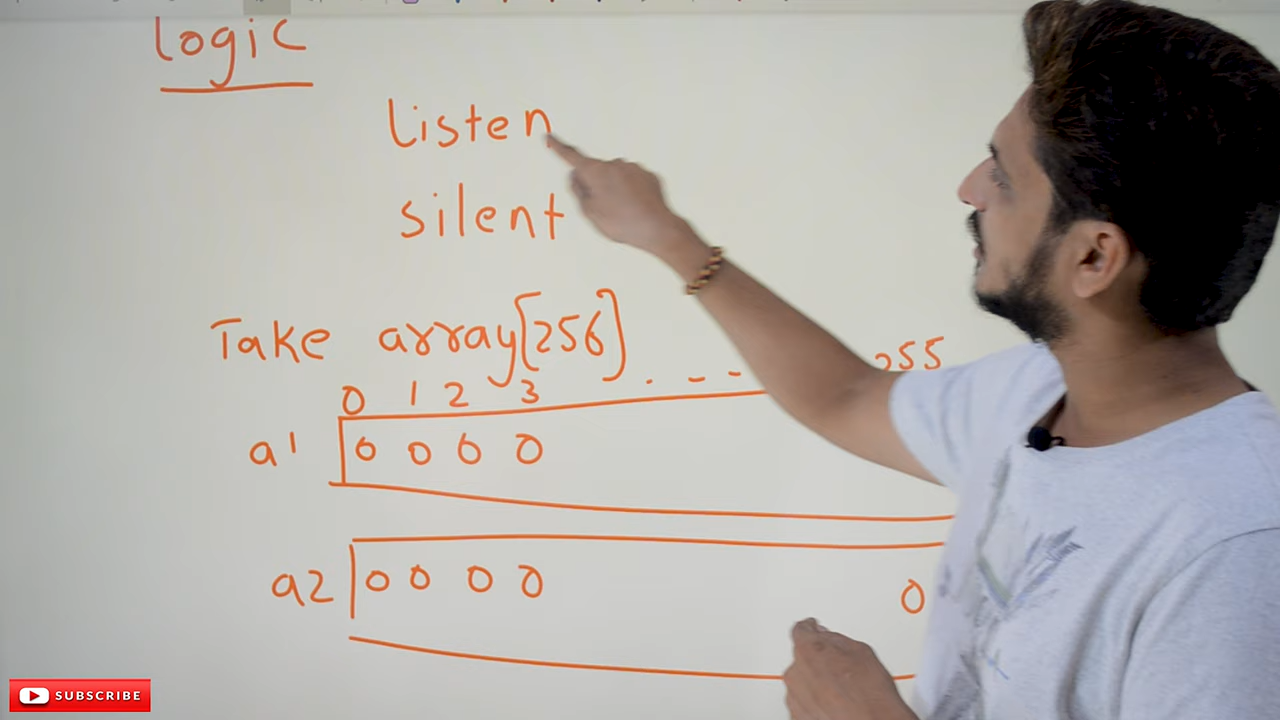 logic
listen
silent
Take array[256]
0 1 2 3 . - - 255
a1 0 0 0 0
a2 0 0 0 0 0
SUBSCRIBE